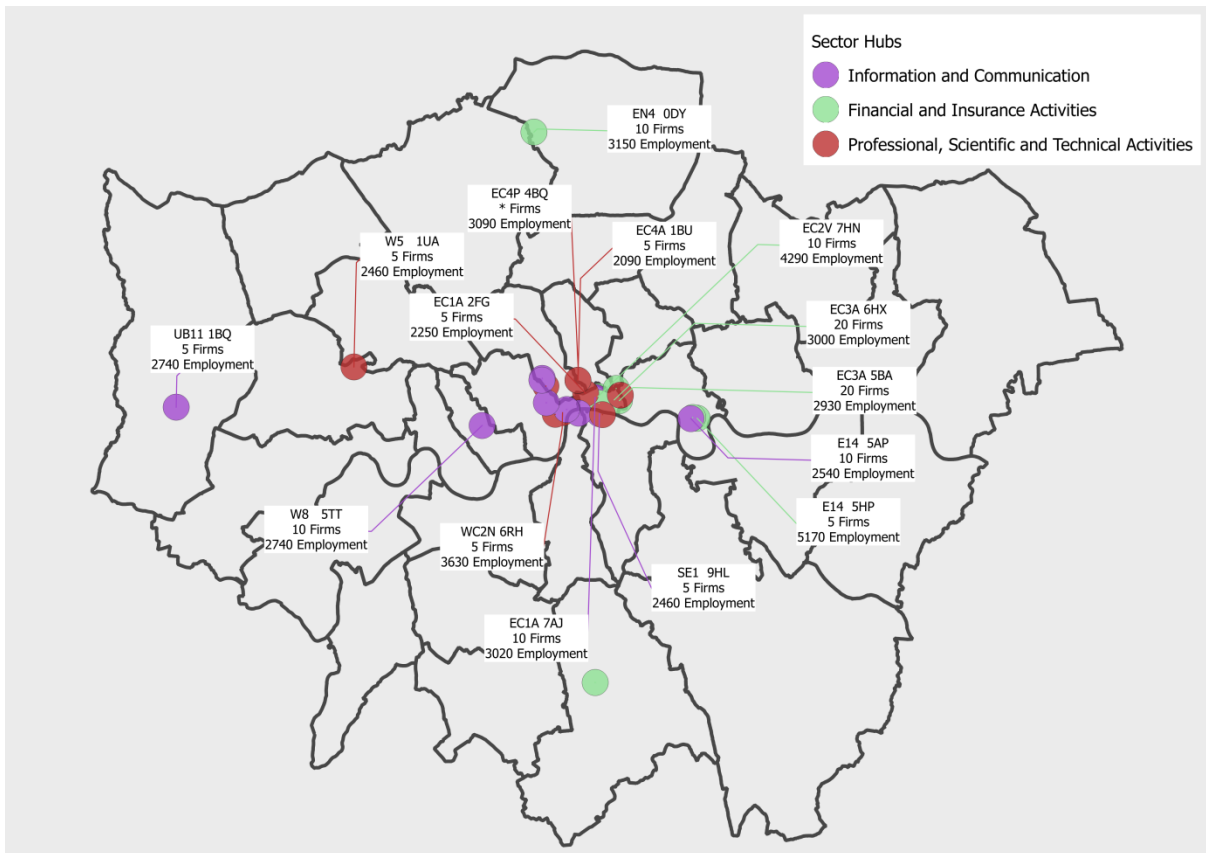 Sector Hubs
Information and Communication
Financial and Insurance Activities
Professional, Scientific and Technical Activities
EN4 0DY
10 Firms
3150 Employment
EC4P 4BQ
* Firms
3090 Employment
EC4A 1BU
5 Firms
2090 Employment
EC2V 7HN
10 Firms
4290 Employment
W5 1UA
5 Firms
2460 Employment
EC1A 2FG
5 Firms
2250 Employment
EC3A 6HX
20 Firms
3000 Employment
UB11 1BQ
5 Firms
2740 Employment
EC3A 5BA
20 Firms
2930 Employment
E14 5AP
10 Firms
2540 Employment
E14 5HP
5 Firms
5170 Employment
W8 5TT
10 Firms
2740 Employment
WC2N 6RH
5 Firms
3630 Employment
SE1 9HL
5 Firms
2460 Employment
EC1A 7AJ
10 Firms
3020 Employment